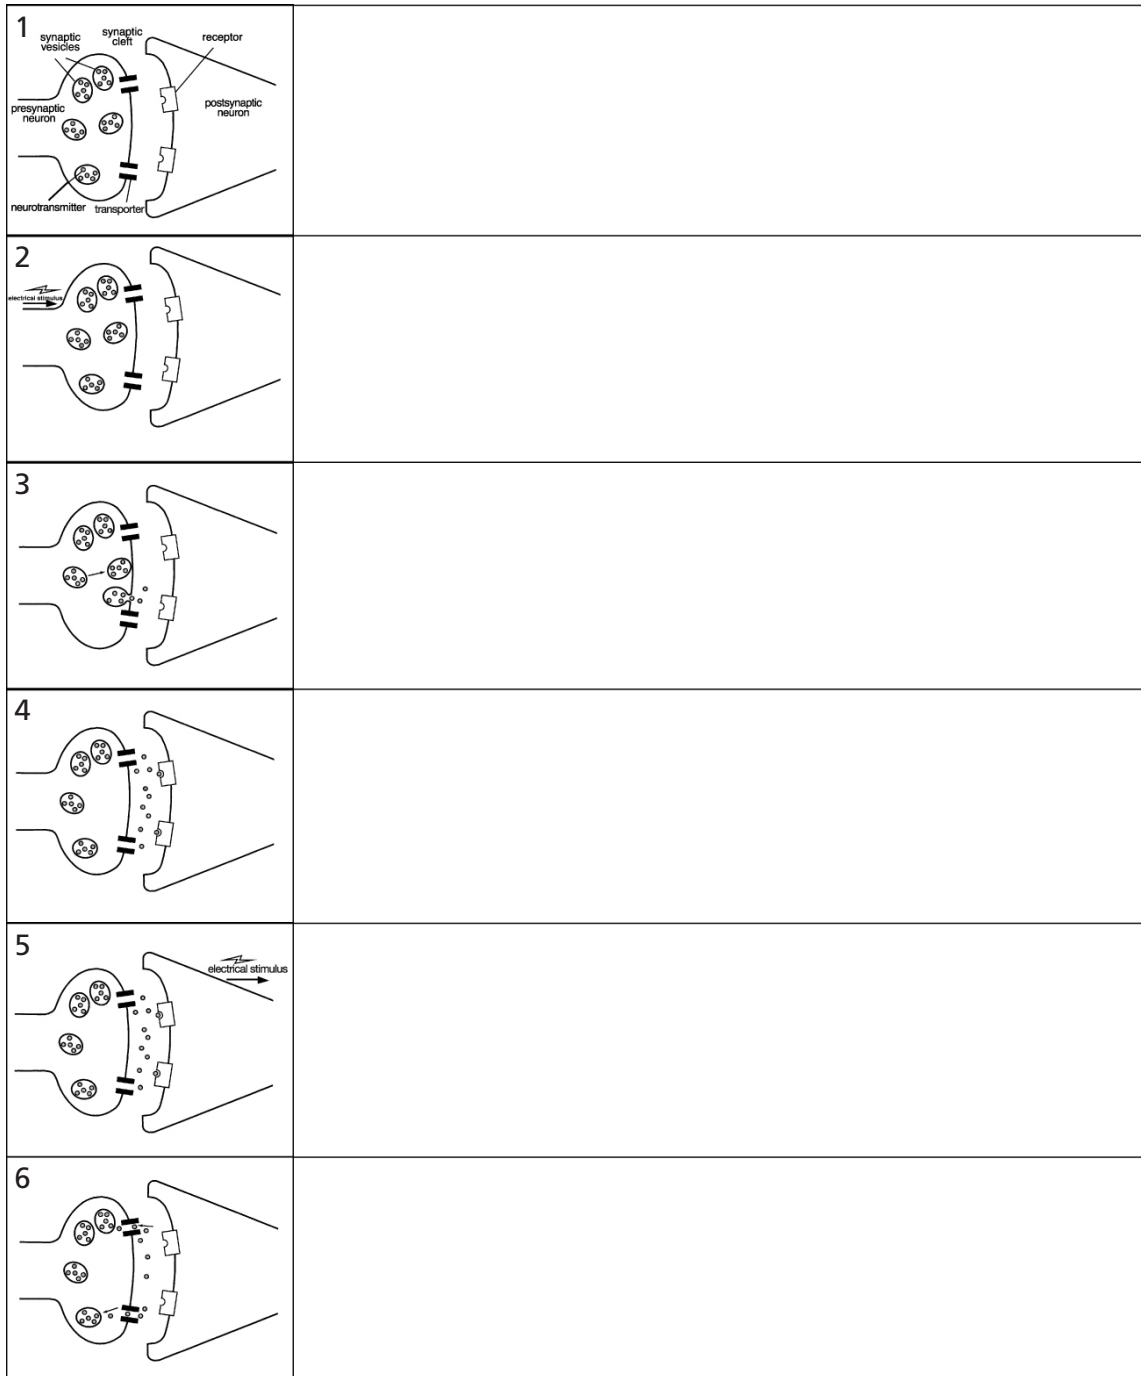 1
synaptic
vesicles
synaptic
cleft
receptor
presynaptic
neuron
postsynaptic
neuron
neurotransmitter
transporter
2
electrical stimulus
3
4
5
electrical stimulus
6